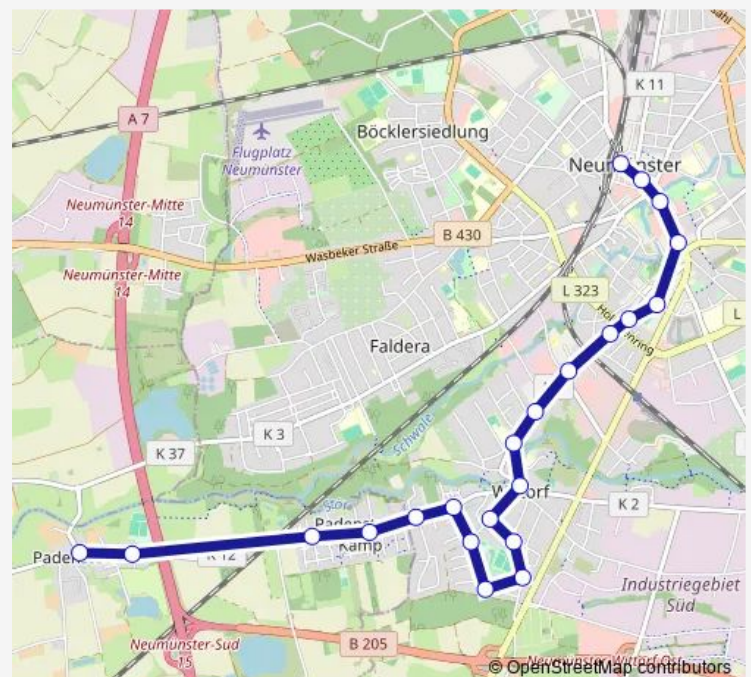 K 11
A 7
Böcklersiedlung
Flugplatz
Neumünster
Neumünster-Mitte
14
B 430
Wasbeker Straße
Neumünster-Mitte
14
L 323
L
Faldera
Schwale
K 3
K 37
K 2
Kamp
K 12
Industriegebiet
Süd
Neumünster-Süd
15
B 205
© OpenStreetMap contributors